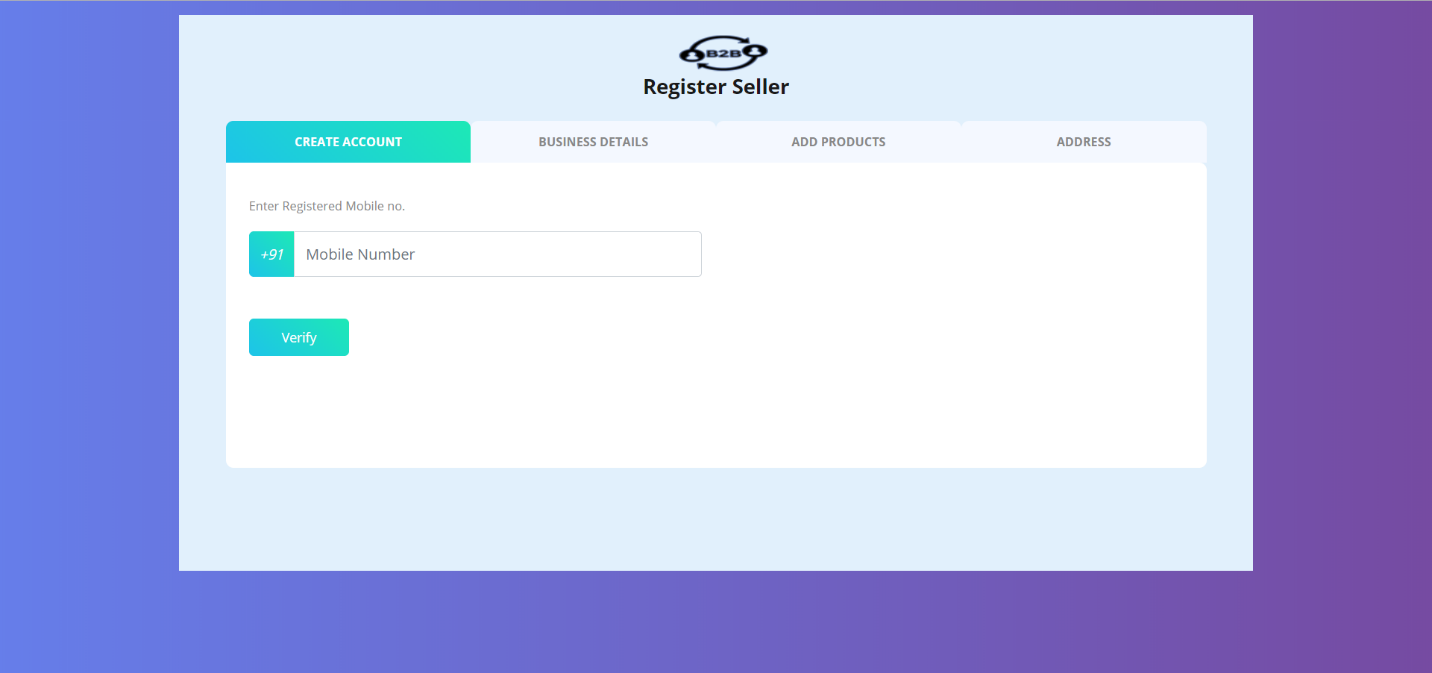 B2B
Register Seller
CREATE ACCOUNT BUSINESS DETAILS ADD PRODUCTS ADDRESS
Enter Registered Mobile no.
+91 Mobile Number
Verify